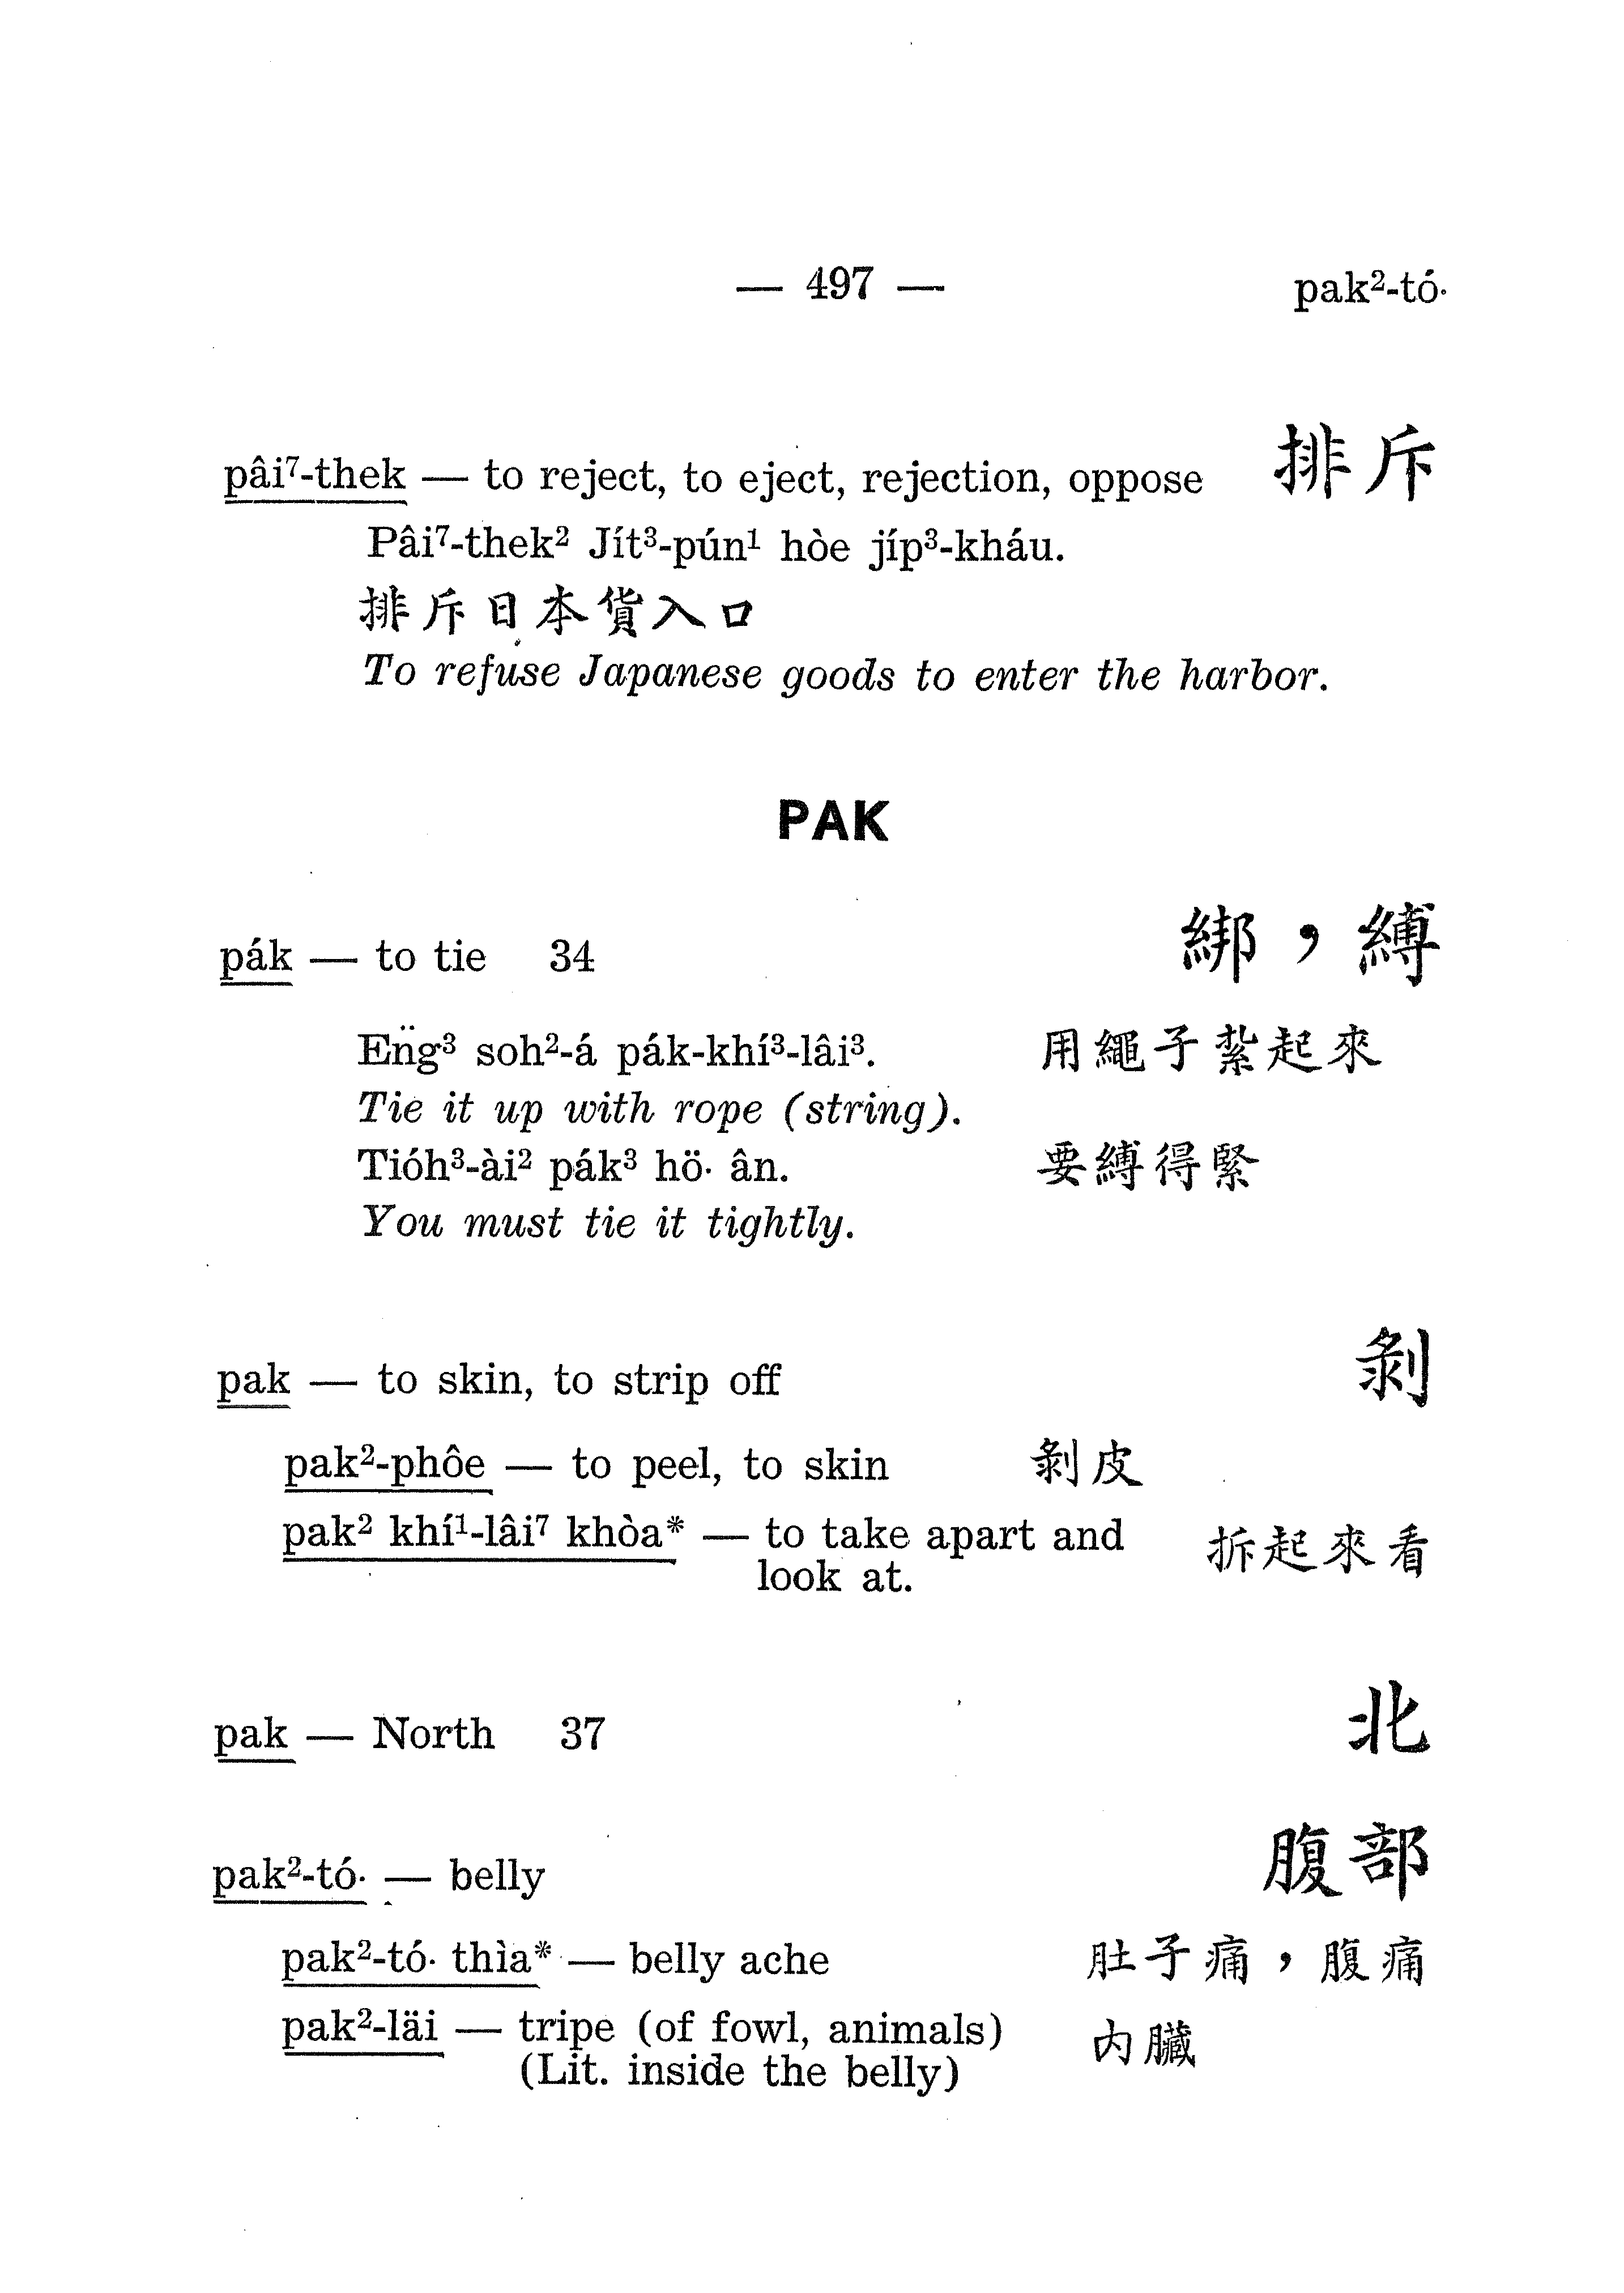 — 497 — pak²-tó·
pâi⁷-thek — to reject, to eject, rejection, oppose 排斥
Pâi⁷-thek² Jít³-pún¹ hòe jíp³-kháu.
排斥日本貨入口
To refuse Japanese goods to enter the harbor.
PAK
pák — to tie 34 綁，縛
En̈g³ soh²-á pák-khí³-lâi³. 用繩子紮起來
Tie it up with rope (string).
Tióh³-ài² pák³ hö· ân. 要縛得緊
You must tie it tightly.
pak — to skin, to strip off 剝
pak²-phôe — to peel, to skin 剝皮
pak² khí¹-lâi⁷ khòa* — to take apart and 拆起來看
look at.
pak — North 37 北
pak²-tó· — belly 腹部
pak²-tó· thìa* — belly ache 肚子痛，腹痛
pak²-läi — tripe (of fowl, animals) 內臟
(Lit. inside the belly)